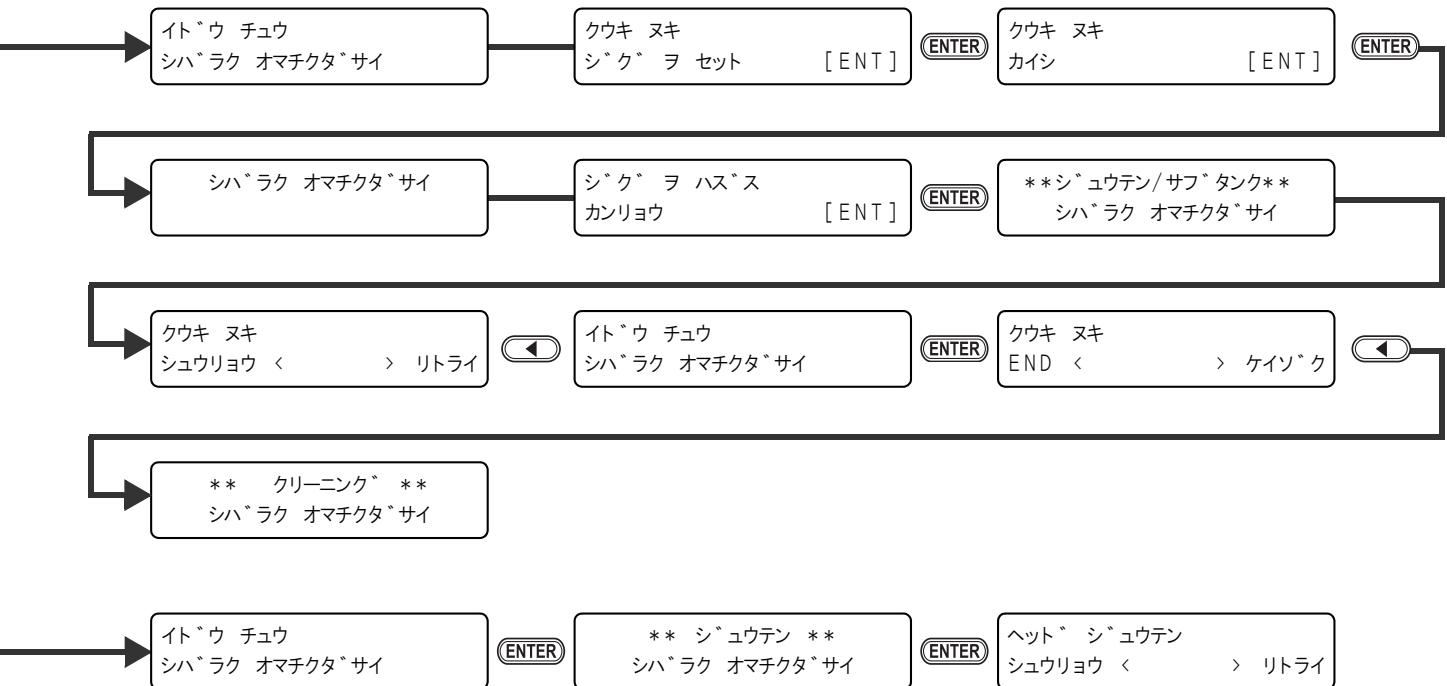 イト゛ウ チュウ
シハ゛ラク オマチクタ゛サイ
クウキ ヌキ
シ゛ク゛ ヲ セット [ENT]
ENTER
クウキ ヌキ
カイシ [ENT]
ENTER
シハ゛ラク オマチクタ゛サイ
シ゛ク゛ ヲ ハス゛ス
カンリョウ [ENT]
ENTER
**シ゛ュウテン/サフ゛タンク**
シハ゛ラク オマチクタ゛サイ
クウキ ヌキ
シュウリョウ < > リトライ
イト゛ウ チュウ
シハ゛ラク オマチクタ゛サイ
ENTER
クウキ ヌキ
END < > ケイソ゛ク
** クリーニンク゛ **
シハ゛ラク オマチクタ゛サイ
イト゛ウ チュウ
シハ゛ラク オマチクタ゛サイ
ENTER
** シ゛ュウテン **
シハ゛ラク オマチクタ゛サイ
ENTER
ヘット゛ シ゛ュウテン
シュウリョウ < > リトライ